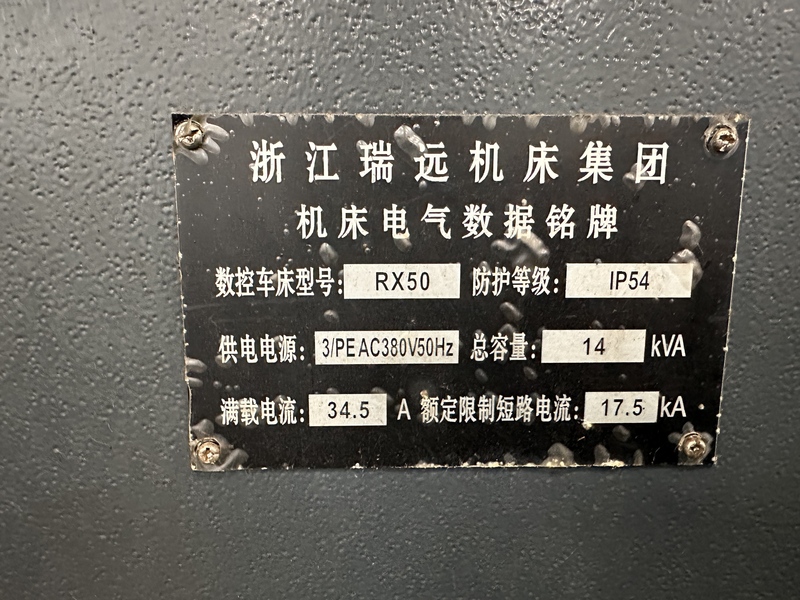 浙江瑞远机床集团
机床电气数据铭牌
数控车床型号: RX50 防护等级: IP54
供电电源: 3/PE AC380V50Hz 总容量: 14 kVA
满载电流: 34.5 A 额定限制短路电流: 17.5 kA